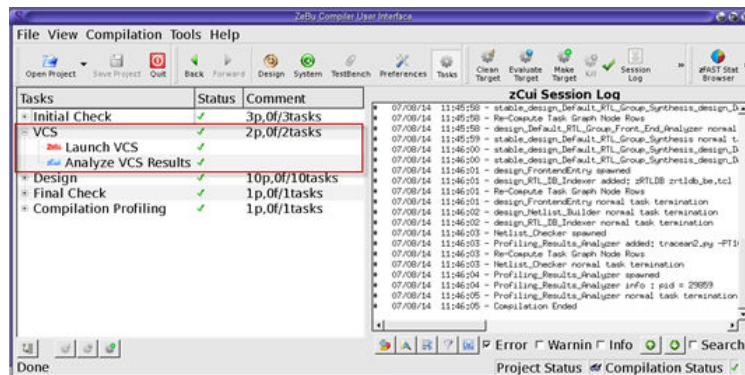 ZeBu Compiler User Interface
File View Compilation Tools Help
Open Project Save Project Quit Back Forward Design System TestBench Preferences Tasks Clean Target Evaluate Target Make Target Kill Session Log » zFAST Stat Browser
Tasks Status Comment
Initial Check 3p,0f/3tasks
VCS 2p,0f/2tasks
Launch VCS
Analyze VCS Results
Design 10p,0f/10tasks
Final Check 1p,0f/1tasks
Compilation Profiling 1p,0f/1tasks
zCui Session Log
07/08/14 11:45:58 - stable_design_Default_RTL_Group_Synthesis_design_D
07/08/14 11:45:58 - Re-Compute Task Graph Node Rows
07/08/14 11:45:58 - design_Default_RTL_Group_Front_End_Analyzer normal
07/08/14 11:45:59 - stable_design_Default_RTL_Group_Synthesis normal t
07/08/14 11:46:00 - stable_design_Default_RTL_Group_Synthesis_design_D
07/08/14 11:46:00 - stable_design_Default_RTL_Group_Synthesis_design_D
07/08/14 11:46:01 - design_FrontendEntry spawned
07/08/14 11:46:01 - design_RTL_DB_Indexer added: zRTLDB zrtldb_be,tcl
07/08/14 11:46:01 - Re-Compute Task Graph Node Rows
07/08/14 11:46:02 - design_FrontendEntry normal task termination
07/08/14 11:46:02 - design_Netlist_Builder normal task termination
07/08/14 11:46:02 - design_RTL_DB_Indexer normal task termination
07/08/14 11:46:03 - Netlist_Checker spawned
07/08/14 11:46:03 - Profiling_Results_Analyzer added: tracean2.py -PT1
07/08/14 11:46:03 - Re-Compute Task Graph Node Rows
07/08/14 11:46:03 - Netlist_Checker normal task termination
07/08/14 11:46:04 - Profiling_Results_Analyzer spawned
07/08/14 11:46:04 - Profiling_Results_Analyzer info : pid = 29859
07/08/14 11:46:05 - Profiling_Results_Analyzer normal task termination
07/08/14 11:46:05 - Compilation Ended
Error Warnin Info Search
Done Project Status Compilation Status